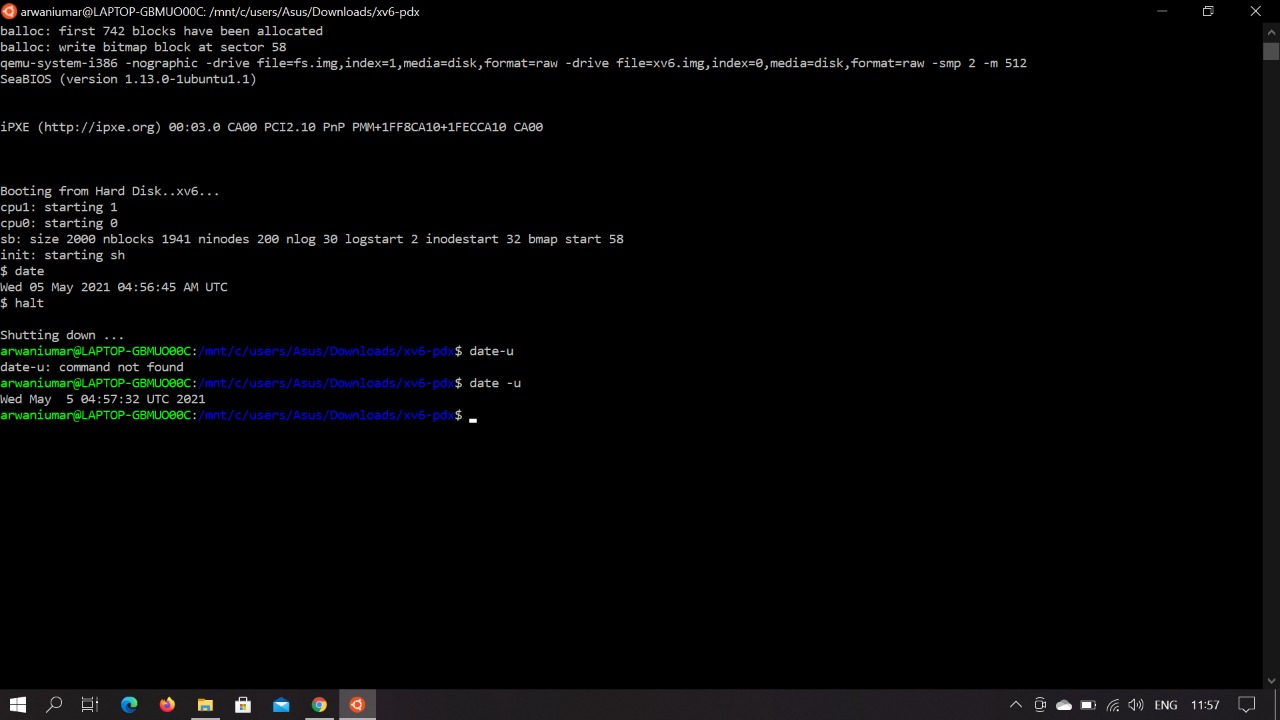 arwaniumar@LAPTOP-GBMUO00C: /mnt/c/users/Asus/Downloads/xv6-pdx
balloc: first 742 blocks have been allocated
balloc: write bitmap block at sector 58
qemu-system-i386 -nographic -drive file=fs.img,index=1,media=disk,format=raw -drive file=xv6.img,index=0,media=disk,format=raw -smp 2 -m 512
SeaBIOS (version 1.13.0-1ubuntu1.1)
iPXE (http://ipxe.org) 00:03.0 CA00 PCI2.10 PnP PMM+1FF8CA10+1FECCA10 CA00
Booting from Hard Disk..xv6...
cpu1: starting 1
cpu0: starting 0
sb: size 2000 nblocks 1941 ninodes 200 nlog 30 logstart 2 inodestart 32 bmap start 58
init: starting sh
$ date
Wed 05 May 2021 04:56:45 AM UTC
$ halt
Shutting down ...
arwaniumar@LAPTOP-GBMUO00C:/mnt/c/users/Asus/Downloads/xv6-pdx$ date-u
date-u: command not found
arwaniumar@LAPTOP-GBMUO00C:/mnt/c/users/Asus/Downloads/xv6-pdx$ date -u
Wed May  5 04:57:32 UTC 2021
arwaniumar@LAPTOP-GBMUO00C:/mnt/c/users/Asus/Downloads/xv6-pdx$
ENG 11:57